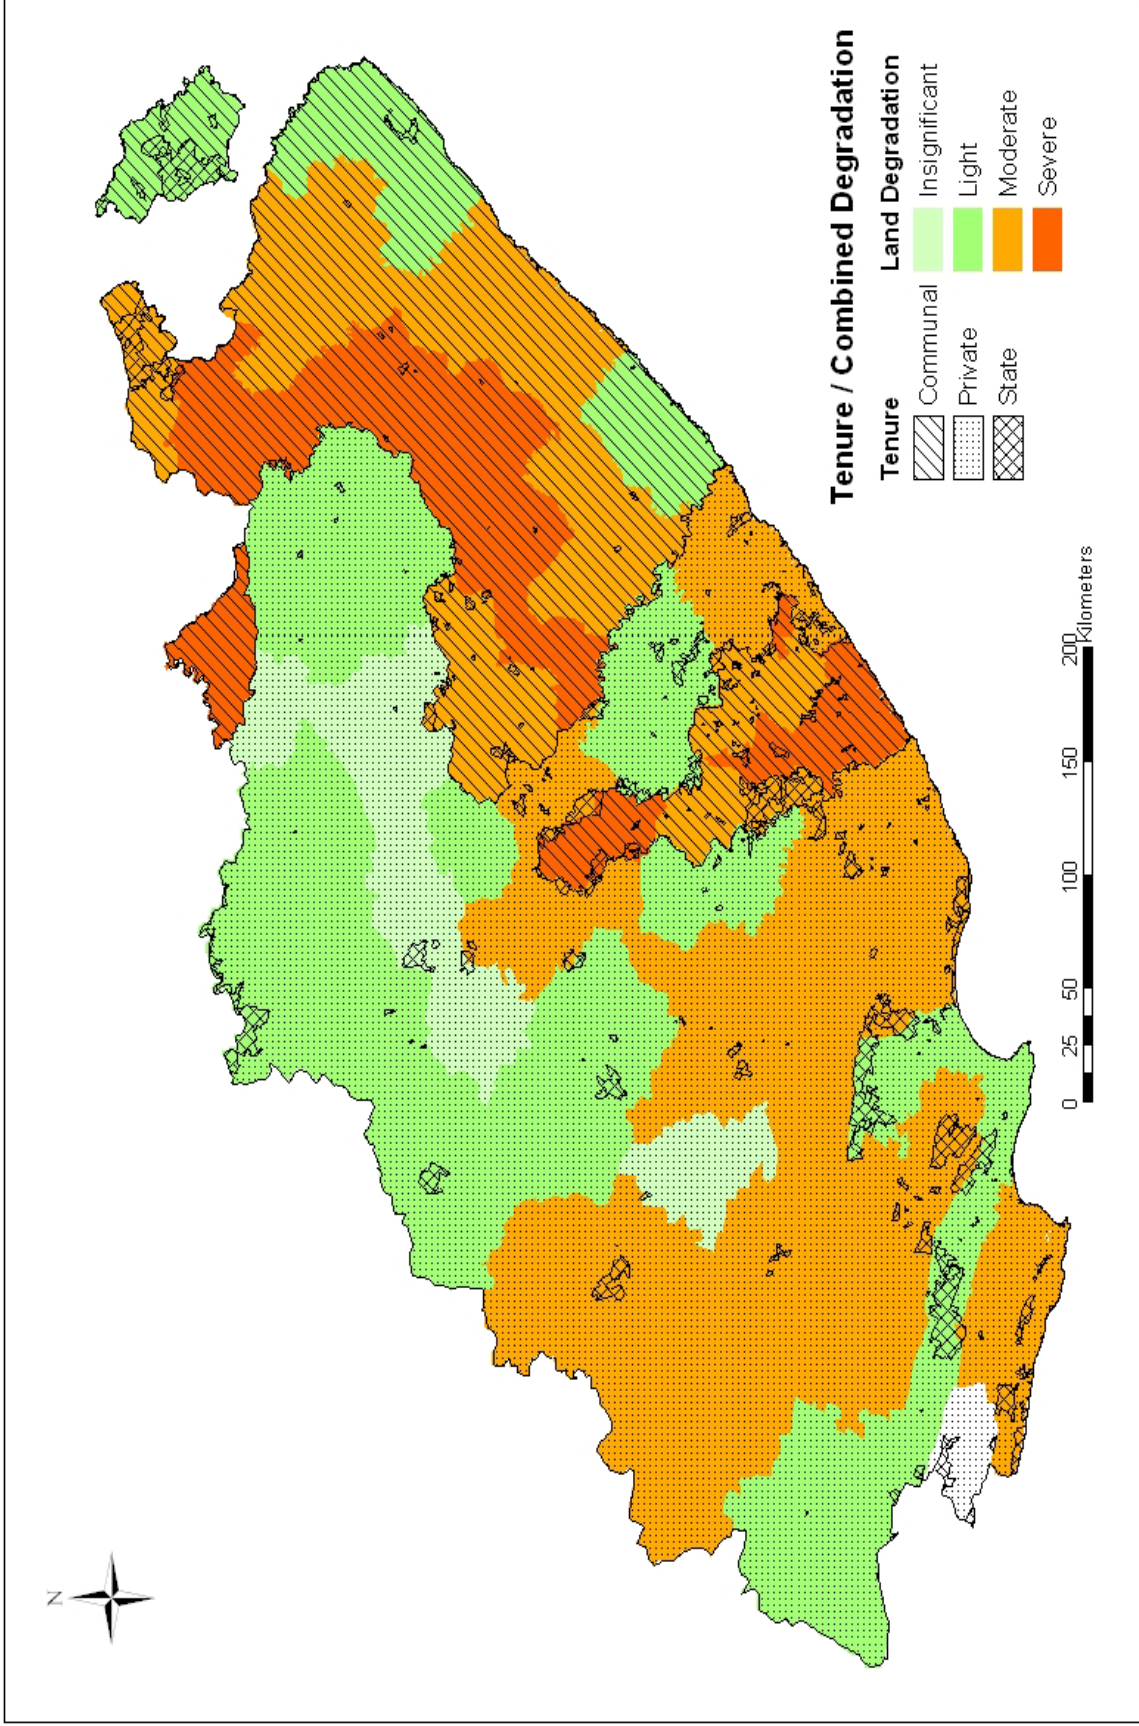 N
Tenure / Combined Degradation
Tenure
Communal
Private
State
Land Degradation
Insignificant
Light
Moderate
Severe
0 25 50 100 150 200
Kilometers